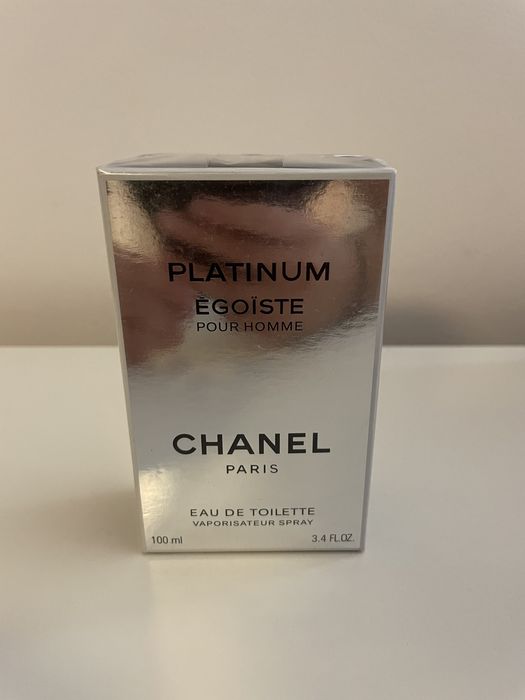 PLATINUM
ÉGOÏSTE
POUR HOMME
CHANEL
PARIS
EAU DE TOILETTE
VAPORISATEUR SPRAY
100 ml 3.4 FL.OZ.